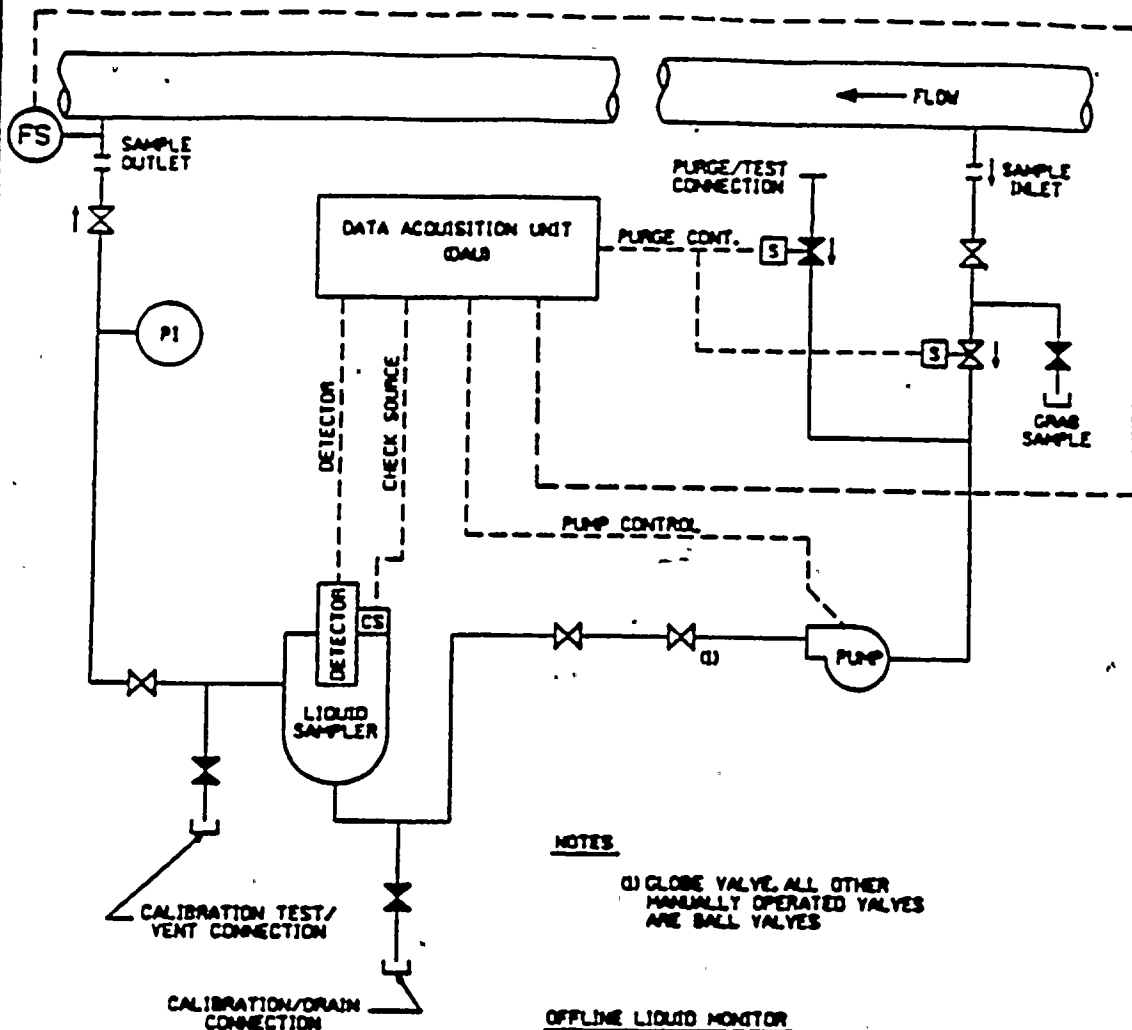 FLOW
FS
SAMPLE
OUTLET
PURGE/TEST
CONNECTION
SAMPLE
INLET
DATA ACQUISITION UNIT
(DAU)
PURGE CONT.
S
PI
S
DETECTOR
CHECK SOURCE
GRAB
SAMPLE
PUMP CONTROL
DETECTOR
CS
(1)
PUMP
LIQUID
SAMPLER
NOTES
(1) GLOBE VALVE, ALL OTHER
MANUALLY OPERATED VALVES
ARE BALL VALVES
CALIBRATION TEST/
VENT CONNECTION
CALIBRATION/DRAIN
CONNECTION
OFFLINE LIQUID MONITOR